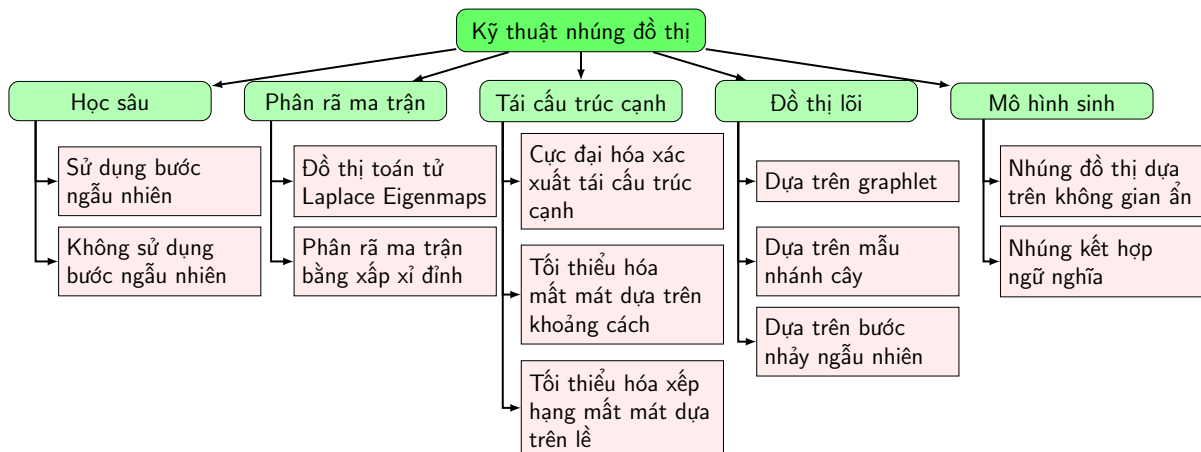 Kỹ thuật nhúng đồ thị
Học sâu
Sử dụng bước
ngẫu nhiên
Không sử dụng
bước ngẫu nhiên
Phân rã ma trận
Đồ thị toán tử
Laplace Eigenmaps
Phân rã ma trận
bằng xấp xỉ đỉnh
Tái cấu trúc cạnh
Cực đại hóa xác
xuất tái cấu trúc
cạnh
Tối thiểu hóa
mất mát dựa trên
khoảng cách
Tối thiểu hóa xếp
hạng mất mát dựa
trên lề
Đồ thị lõi
Dựa trên graphlet
Dựa trên mẫu
nhánh cây
Dựa trên bước
nhảy ngẫu nhiên
Mô hình sinh
Nhúng đồ thị dựa
trên không gian ẩn
Nhúng kết hợp
ngữ nghĩa